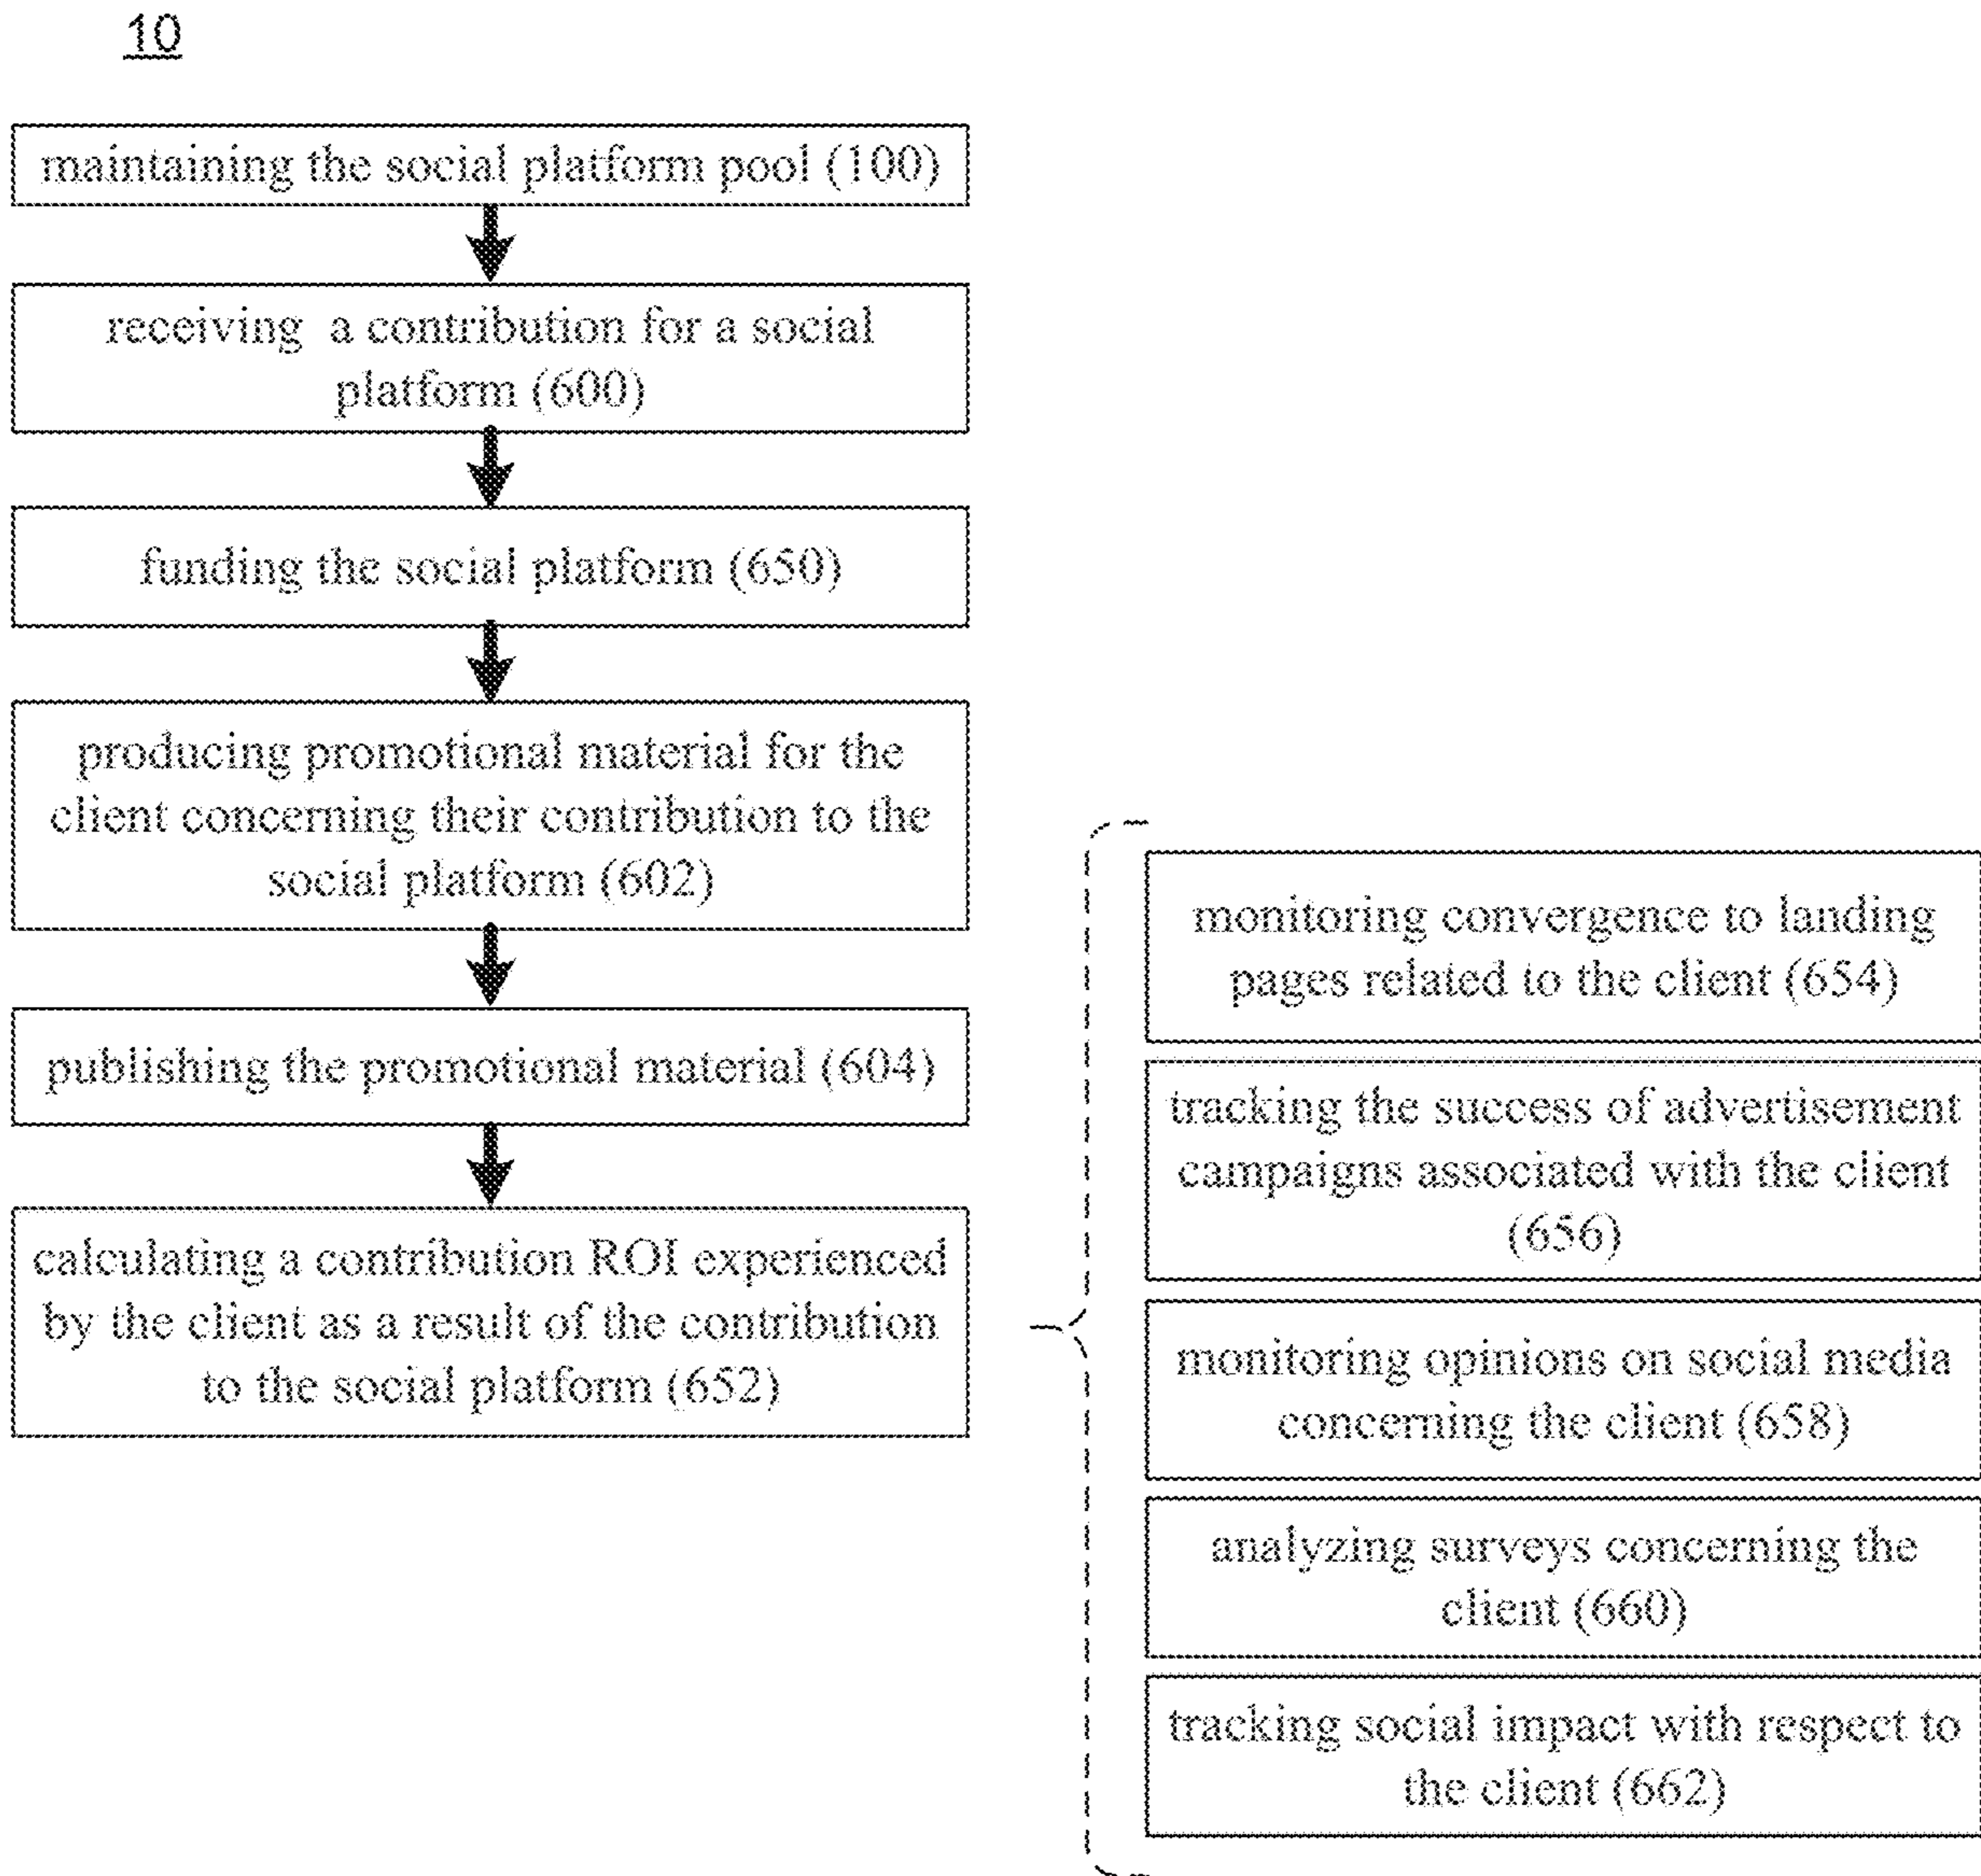 10
maintaining the social platform pool (100)
receiving a contribution for a social
platform (600)
funding the social platform (650)
producing promotional material for the
client concerning their contribution to the
social platform (602)
publishing the promotional material (604)
calculating a contribution ROI experienced
by the client as a result of the contribution
to the social platform (652)
monitoring convergence to landing
pages related to the client (654)
tracking the success of advertisement
campaigns associated with the client
(656)
monitoring opinions on social media
concerning the client (658)
analyzing surveys concerning the
client (660)
tracking social impact with respect to
the client (662)